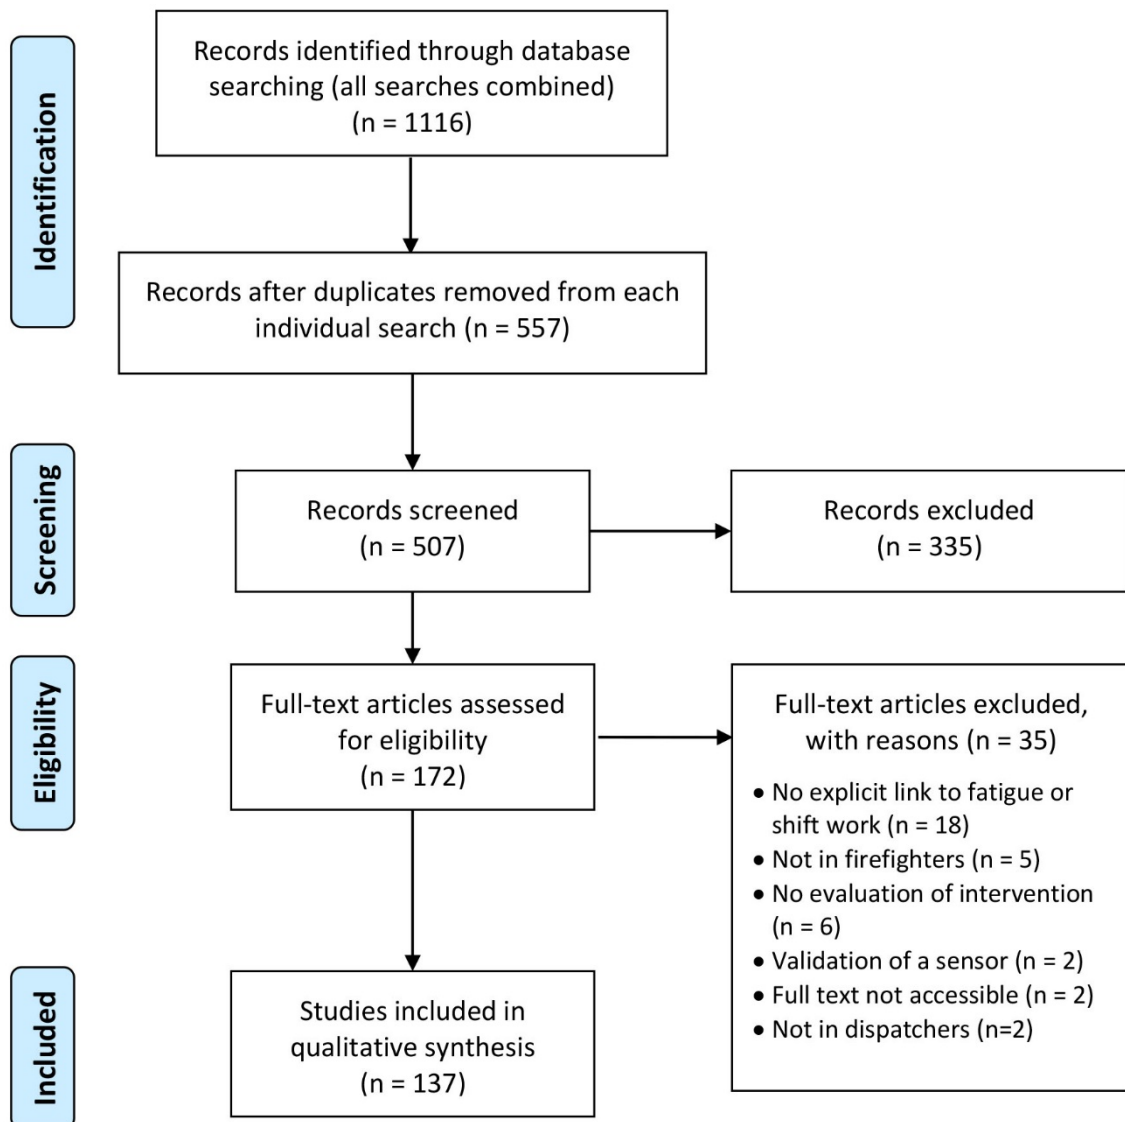 Identification
Records identified through database
searching (all searches combined)
(n = 1116)
Records after duplicates removed from each
individual search (n = 557)
Screening
Records screened
(n = 507)
Records excluded
(n = 335)
Eligibility
Full-text articles assessed
for eligibility
(n = 172)
Full-text articles excluded,
with reasons (n = 35)
• No explicit link to fatigue or
shift work (n = 18)
• Not in firefighters (n = 5)
• No evaluation of intervention
(n = 6)
• Validation of a sensor (n = 2)
• Full text not accessible (n = 2)
• Not in dispatchers (n=2)
Included
Studies included in
qualitative synthesis
(n = 137)